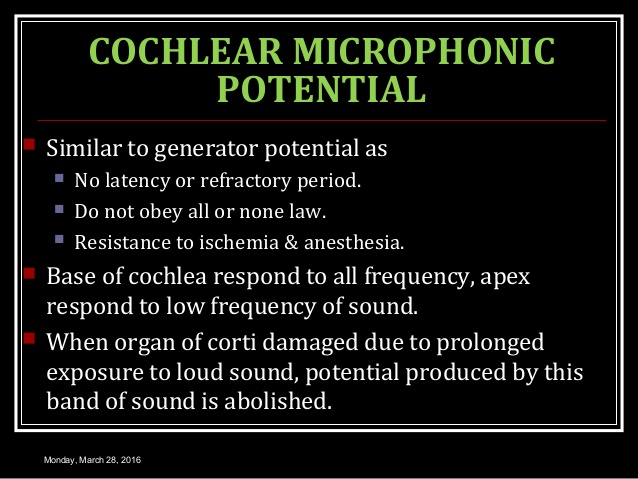 COCHLEAR MICROPHONIC
POTENTIAL
Similar to generator potential as
No latency or refractory period.
Do not obey all or none law.
Resistance to ischemia & anesthesia.
Base of cochlea respond to all frequency, apex
respond to low frequency of sound.
When organ of corti damaged due to prolonged
exposure to loud sound, potential produced by this
band of sound is abolished.
Monday, March 28, 2016